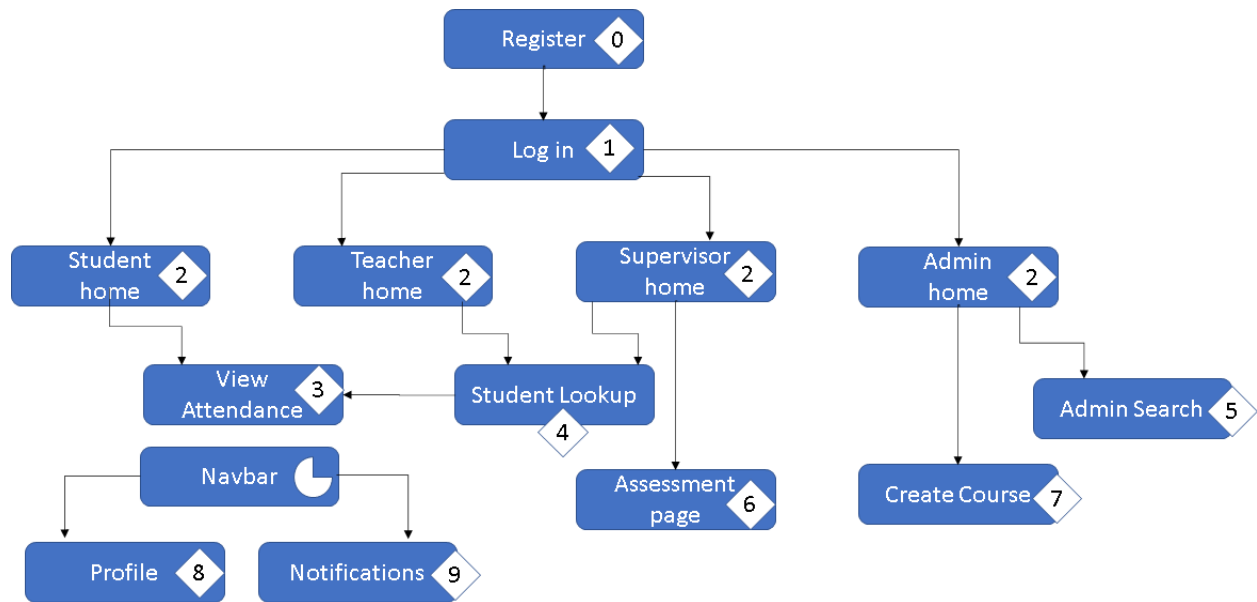 Register
0
Log in
1
Student
home
2
Teacher
home
2
Supervisor
home
2
Admin
home
2
View
Attendance
3
Student Lookup
4
Admin Search
5
Navbar
Assessment
page
6
Create Course
7
Profile
8
Notifications
9